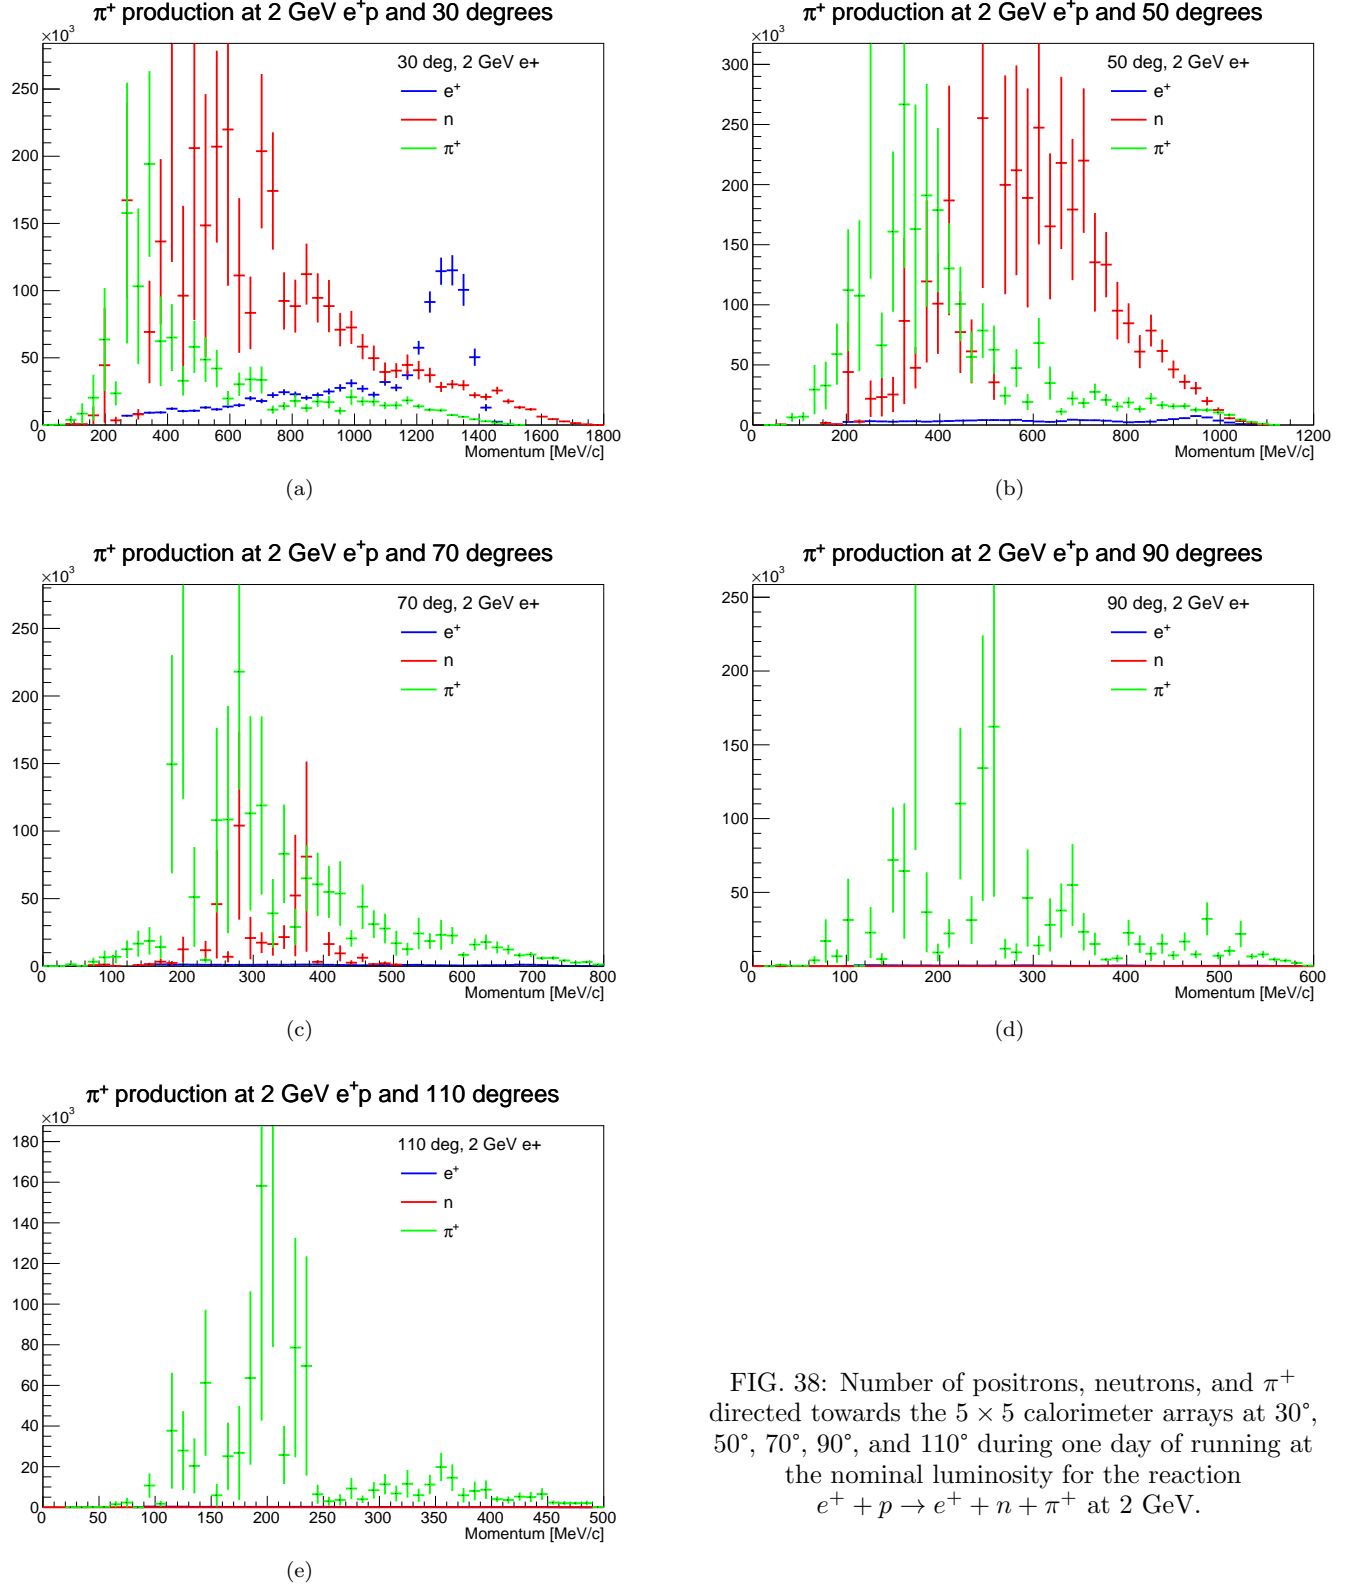 π⁺ production at 2 GeV e⁺p and 30 degrees
×10³
30 deg, 2 GeV e+
e⁺
n
π⁺
250
200
150
100
50
0
0 200 400 600 800 1000 1200 1400 1600 1800
Momentum [MeV/c]
(a)
π⁺ production at 2 GeV e⁺p and 50 degrees
×10³
50 deg, 2 GeV e+
e⁺
n
π⁺
300
250
200
150
100
50
0
0 200 400 600 800 1000 1200
Momentum [MeV/c]
(b)
π⁺ production at 2 GeV e⁺p and 70 degrees
×10³
70 deg, 2 GeV e+
e⁺
n
π⁺
250
200
150
100
50
0
0 100 200 300 400 500 600 700 800
Momentum [MeV/c]
(c)
π⁺ production at 2 GeV e⁺p and 90 degrees
×10³
90 deg, 2 GeV e+
e⁺
n
π⁺
250
200
150
100
50
0
0 100 200 300 400 500 600
Momentum [MeV/c]
(d)
π⁺ production at 2 GeV e⁺p and 110 degrees
×10³
110 deg, 2 GeV e+
e⁺
n
π⁺
180
160
140
120
100
80
60
40
20
0
0 50 100 150 200 250 300 350 400 450 500
Momentum [MeV/c]
(e)
FIG. 38: Number of positrons, neutrons, and π⁺
directed towards the 5 × 5 calorimeter arrays at 30°,
50°, 70°, 90°, and 110° during one day of running at
the nominal luminosity for the reaction
e⁺ + p → e⁺ + n + π⁺ at 2 GeV.